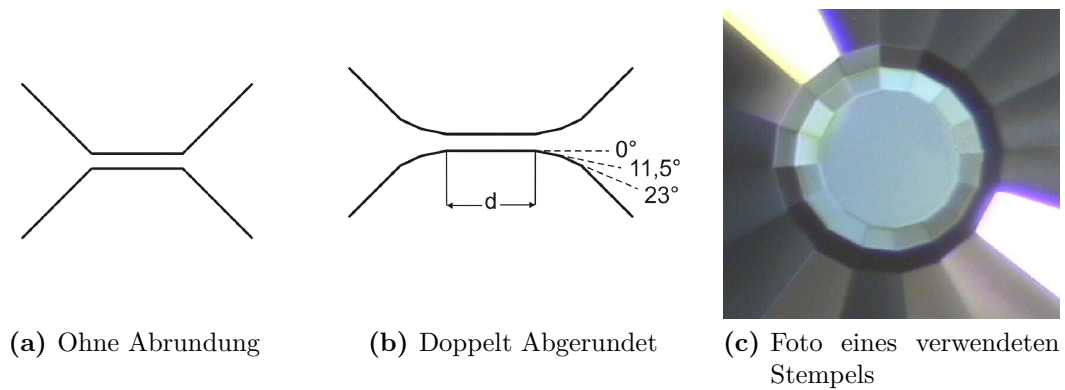 0°
11,5°
23°
d
(a) Ohne Abrundung
(b) Doppelt Abgerundet
(c) Foto eines verwendeten
Stempels